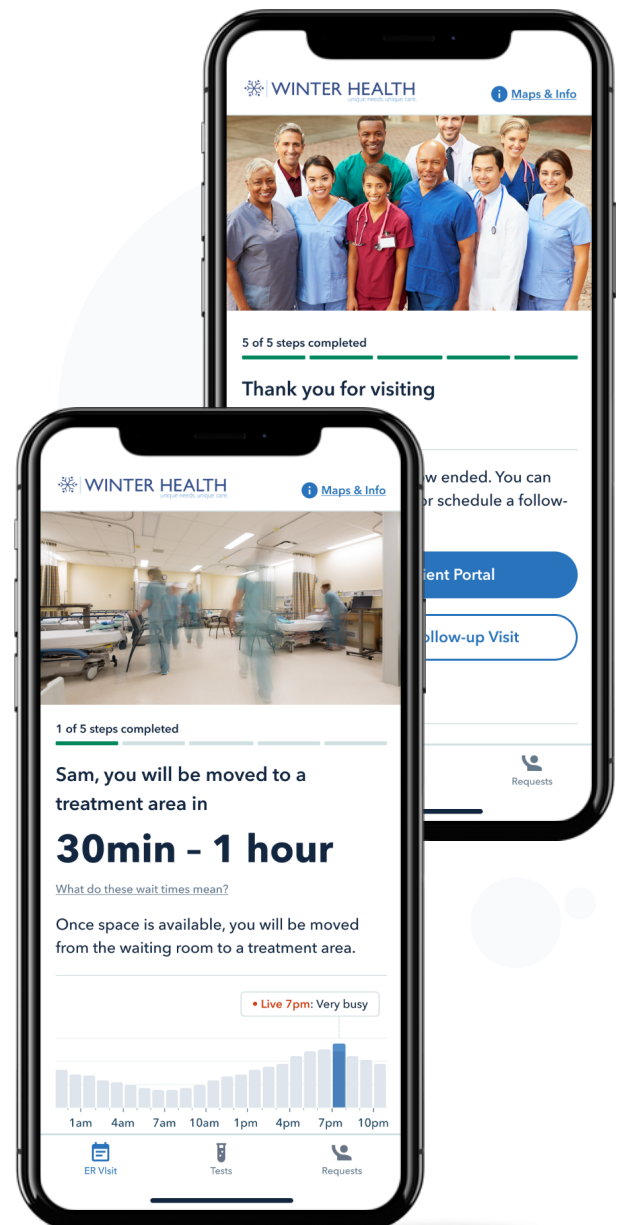 WINTER HEALTH
unique needs unique care
Maps & Info
5 of 5 steps completed
Thank you for visiting
w ended. You can
or schedule a follow-
ient Portal
ollow-up Visit
Requests
WINTER HEALTH
unique needs unique care
Maps & Info
1 of 5 steps completed
Sam, you will be moved to a
treatment area in
30min – 1 hour
What do these wait times mean?
Once space is available, you will be moved
from the waiting room to a treatment area.
• Live 7pm: Very busy
1am 4am 7am 10am 1pm 4pm 7pm 10pm
ER VIsit Tests Requests